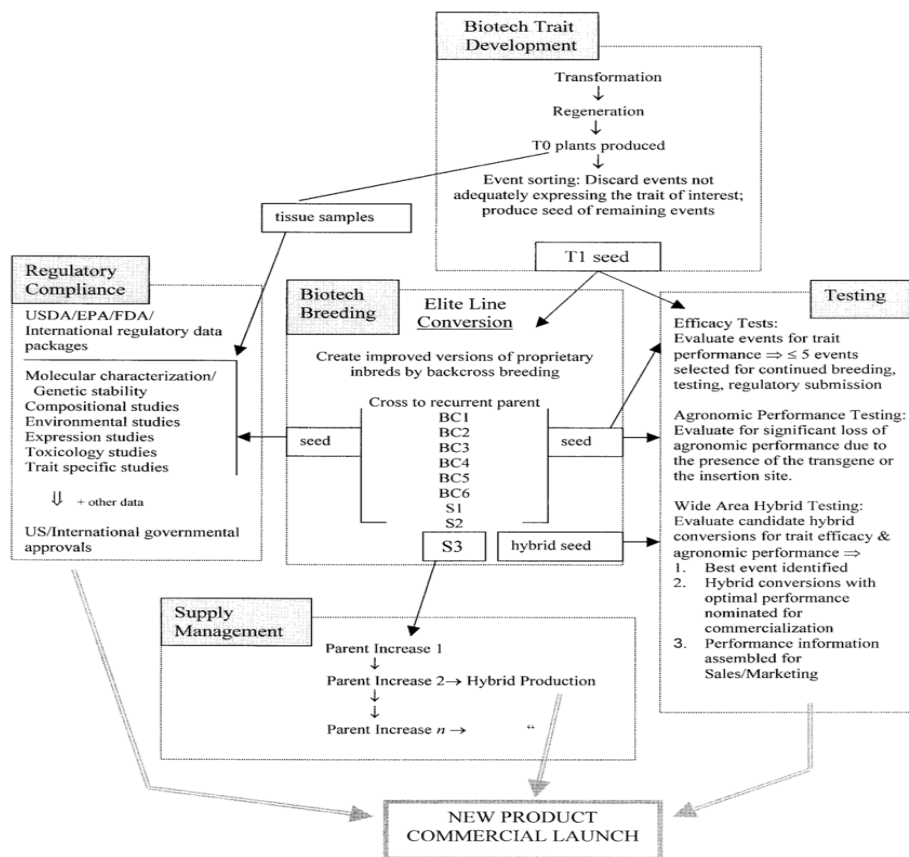 Biotech Trait
Development
Transformation
↓
Regeneration
↓
T0 plants produced
↓
Event sorting: Discard events not
adequately expressing the trait of interest;
produce seed of remaining events
tissue samples
T1 seed
Regulatory
Compliance
USDA/EPA/FDA/
International regulatory data
packages
Molecular characterization/
Genetic stability
Compositional studies
Environmental studies
Expression studies
Toxicology studies
Trait specific studies
⇓ + other data
US/International governmental
approvals
Biotech
Breeding
Elite Line
Conversion
Create improved versions of proprietary
inbreds by backcross breeding
Cross to recurrent parent
BC1
BC2
BC3
BC4
BC5
BC6
S1
S2
seed
seed
S3
hybrid seed
Testing
Efficacy Tests:
Evaluate events for trait
performance ⇒ ≤ 5 events
selected for continued breeding,
testing, regulatory submission
Agronomic Performance Testing:
Evaluate for significant loss of
agronomic performance due to
the presence of the transgene or
the insertion site.
Wide Area Hybrid Testing:
Evaluate candidate hybrid
conversions for trait efficacy &
agronomic performance ⇒
1. Best event identified
2. Hybrid conversions with
optimal performance
nominated for
commercialization
3. Performance information
assembled for
Sales/Marketing
Supply
Management
Parent Increase 1
↓
Parent Increase 2→ Hybrid Production
↓
↓
Parent Increase n → “
NEW PRODUCT
COMMERCIAL LAUNCH